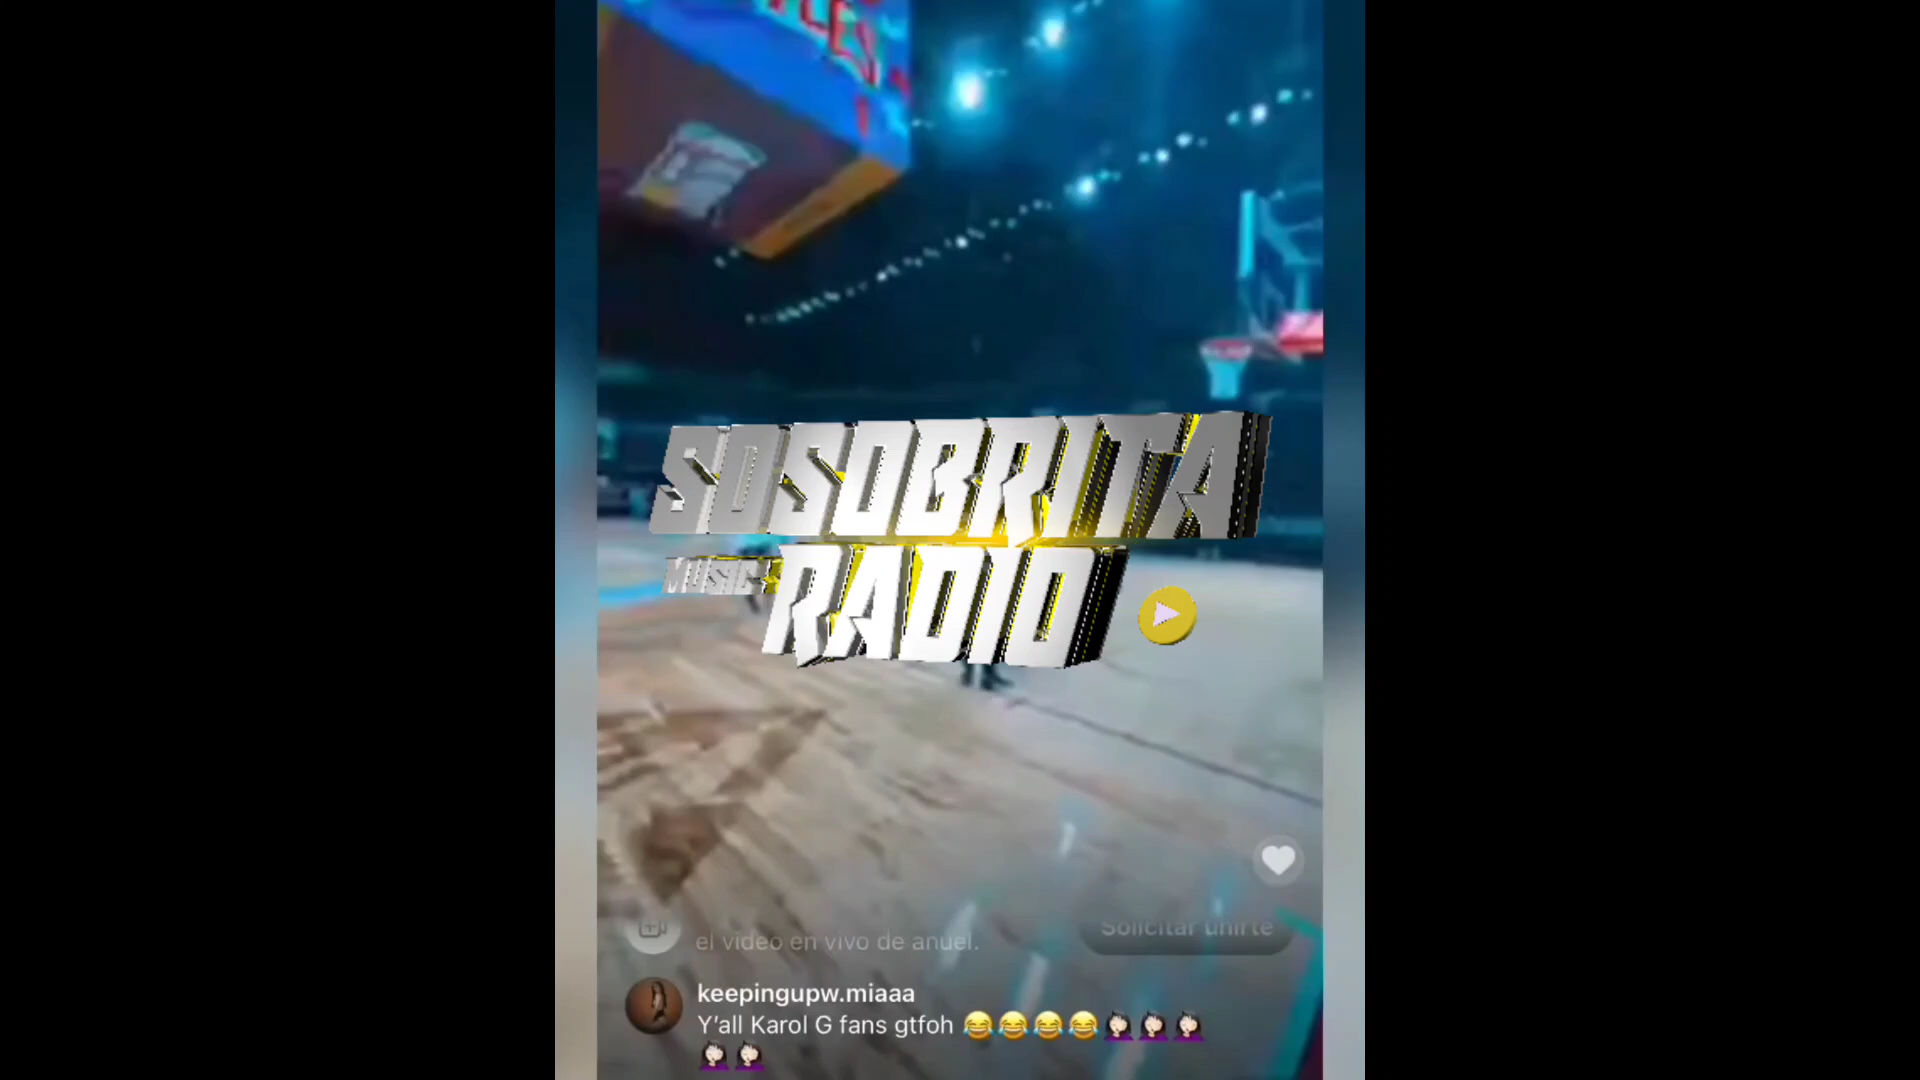 SOSOBRITA
MUSIC
RADIO
Solicitar unirte
el video en vivo de anuel.
keepingupw.miaaa
Y'all Karol G fans gtfoh 😂😂😂😂🤦🏻‍♀️🤦🏻‍♀️🤦🏻‍♀️
🤦🏻‍♀️🤦🏻‍♀️